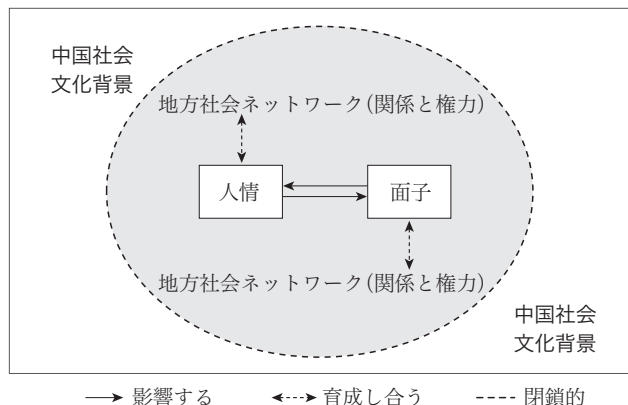 中国社会
文化背景
地方社会ネットワーク(関係と権力)
人情
面子
地方社会ネットワーク(関係と権力)
中国社会
文化背景
影響する
育成し合う
閉鎖的